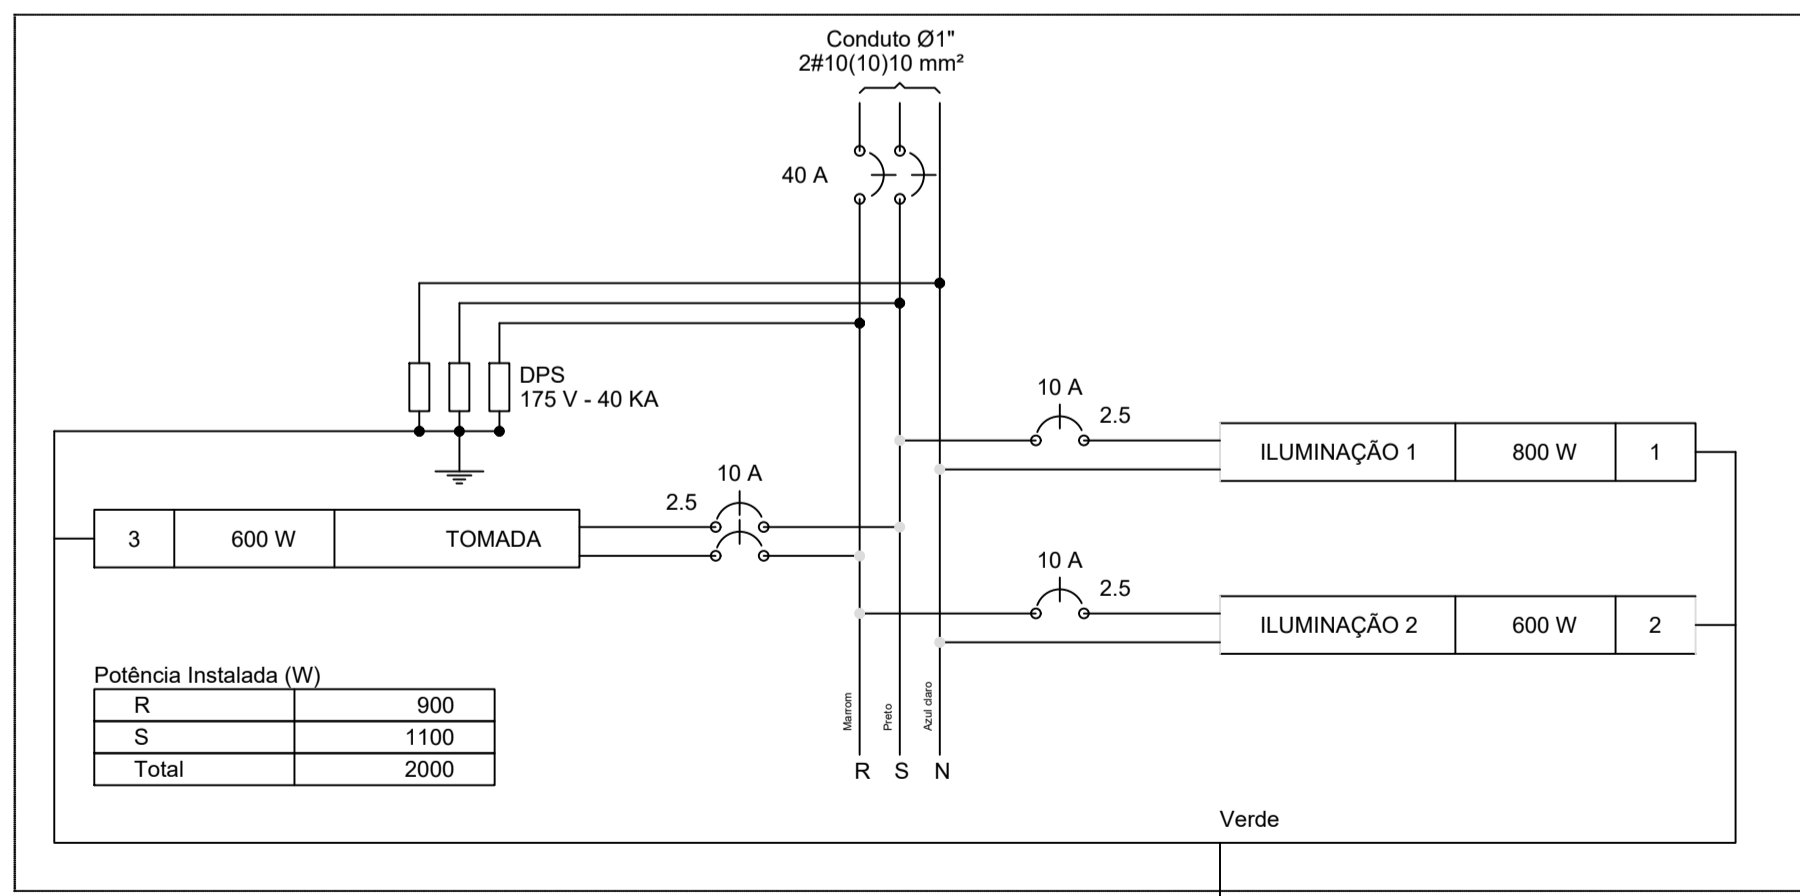 Conduto Ø1"
2#10(10)10 mm²
40 A
DPS
175 V - 40 KA
10 A
2.5
ILUMINAÇÃO 1 800 W 1
10 A
2.5
3 600 W TOMADA
10 A
2.5
ILUMINAÇÃO 2 600 W 2
Potência Instalada (W)
R 900
S 1100
Total 2000
Marrom
Preto
Azul claro
R S N
Verde